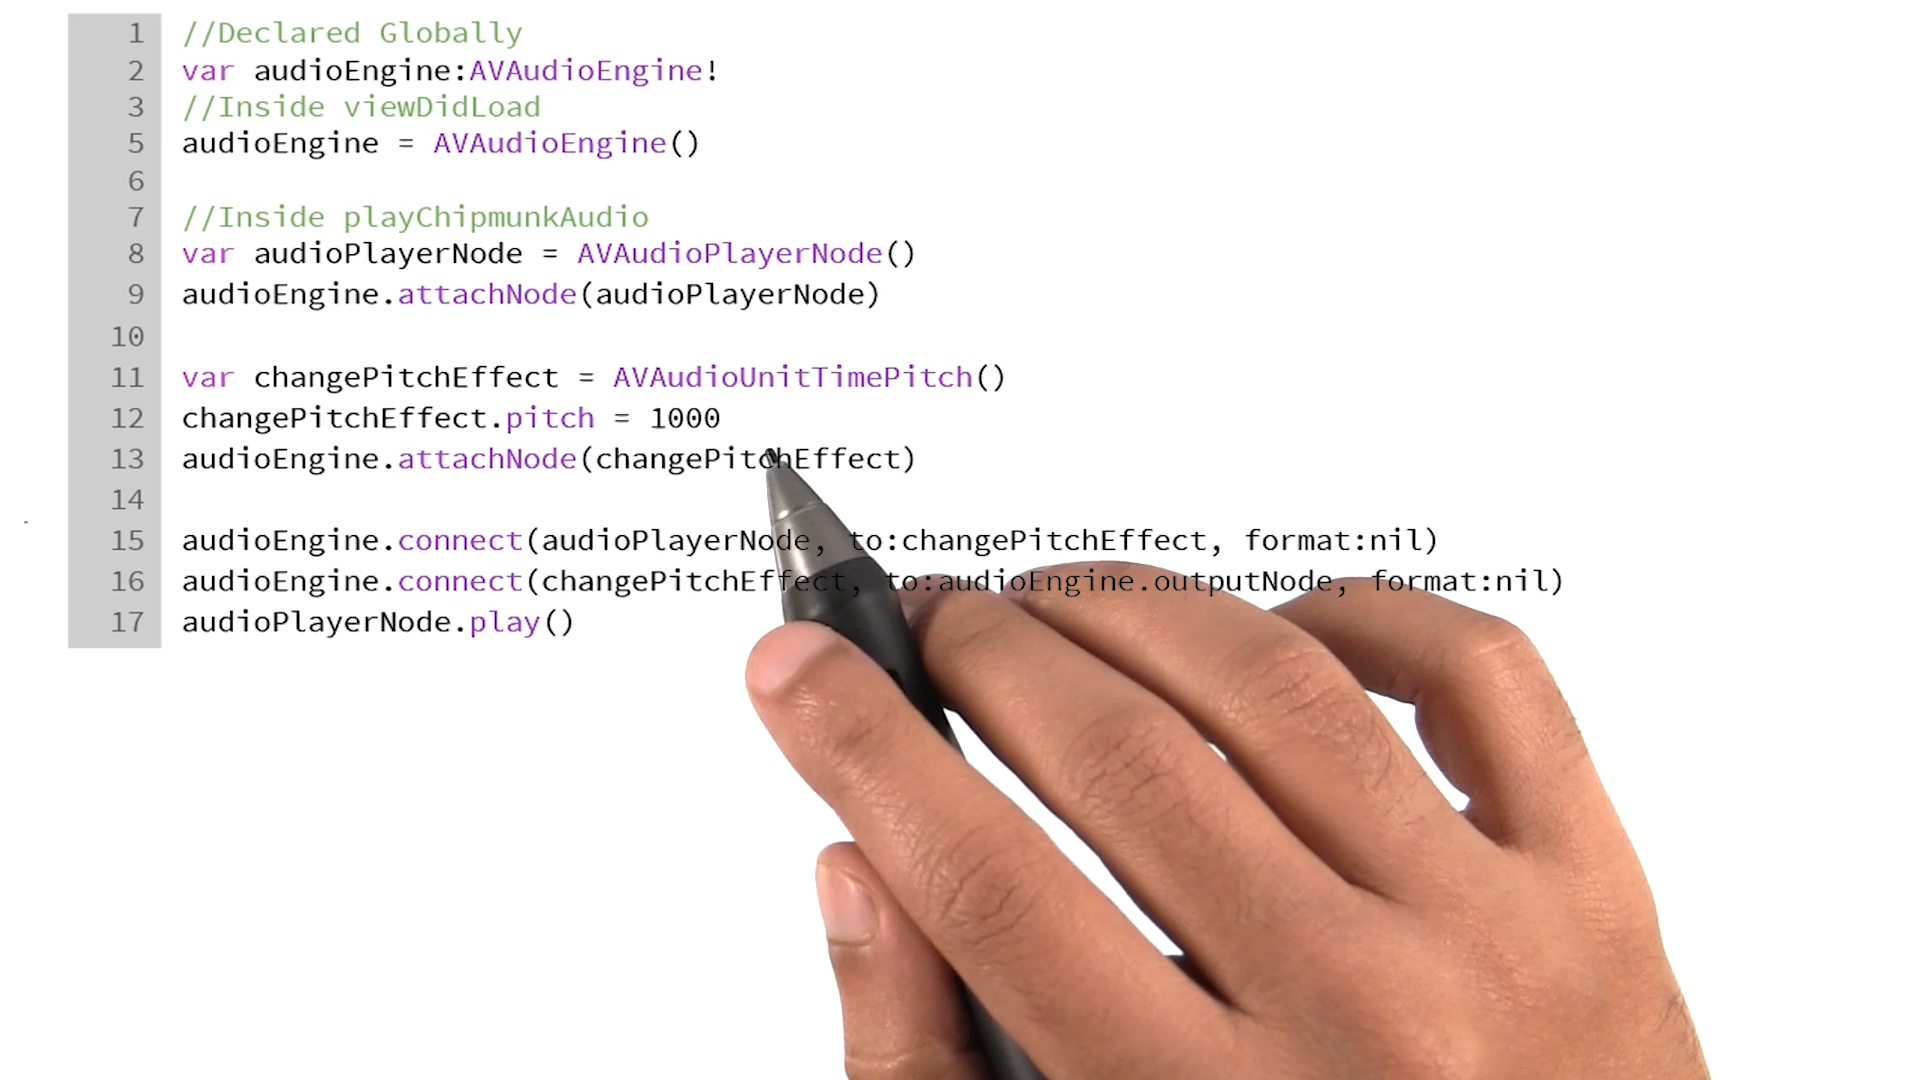 1 //Declared Globally
2 var audioEngine:AVAudioEngine!
3 //Inside viewDidLoad
5 audioEngine = AVAudioEngine()
6
7 //Inside playChipmunkAudio
8 var audioPlayerNode = AVAudioPlayerNode()
9 audioEngine.attachNode(audioPlayerNode)
10
11 var changePitchEffect = AVAudioUnitTimePitch()
12 changePitchEffect.pitch = 1000
13 audioEngine.attachNode(changePitchEffect)
14
15 audioEngine.connect(audioPlayerNode, to:changePitchEffect, format:nil)
16 audioEngine.connect(changePitchEffect, to:audioEngine.outputNode, format:nil)
17 audioPlayerNode.play()